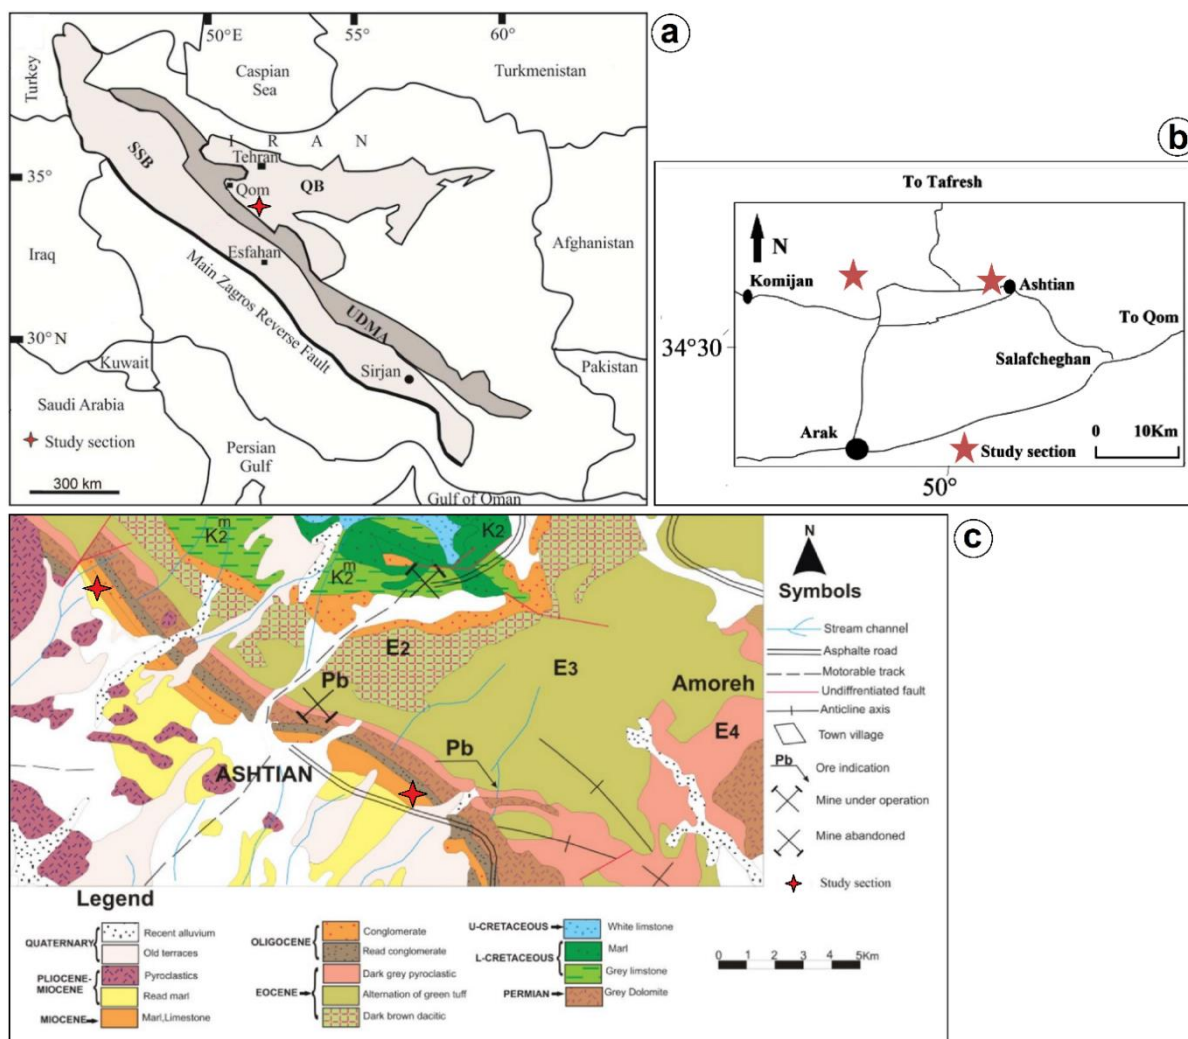 a
50°E
55°
60°
Turkey
Caspian
Sea
Turkmenistan
I R A N
Tehran
SSB
35°
Qom
QB
Esfahan
Iraq
Afghanistan
Main Zagros Reverse Fault
UDMA
30°N
Kuwait
Sirjan
Pakistan
Saudi Arabia
Study section
Persian
Gulf
300 km
Gulf of Oman
b
To Tafresh
N
Komijan
Ashtian
To Qom
34°30
Salafcheghan
Arak
0 10Km
Study section
50°
c
K2
m
K2
m
K2
E2
E3
Pb
Amoreh
E4
Pb
ASHTIAN
N
Symbols
Stream channel
Asphalte road
Motorable track
Undiffrentiated fault
Anticline axis
Town village
Pb
Ore indication
Mine under operation
Mine abandoned
Study section
Legend
QUATERNARY
Recent alluvium
Old terraces
PLIOCENE-
MIOCENE
Pyroclastics
Read marl
MIOCENE
Marl,Limestone
OLIGOCENE
Conglomerate
Read conglomerate
EOCENE
Dark grey pyroclastic
Alternation of green tuff
Dark brown dacitic
U-CRETACEOUS
White limstone
L-CRETACEOUS
Marl
Grey limstone
PERMIAN
Grey Dolomite
0 1 2 3 4 5Km